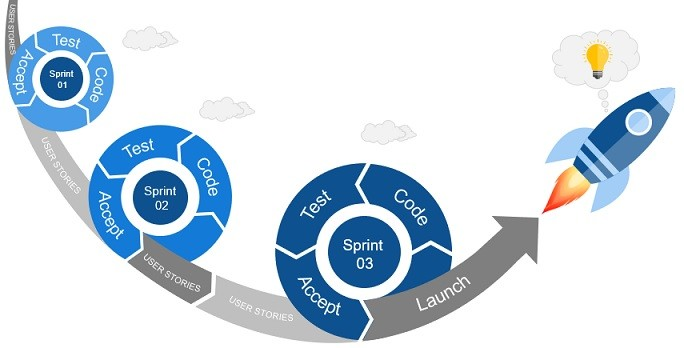 USER STORIES
Test
Code
Accept
Sprint
01
USER STORIES
Test
Code
Accept
Sprint
02
USER STORIES
USER STORIES
Test
Code
Accept
Sprint
03
Launch